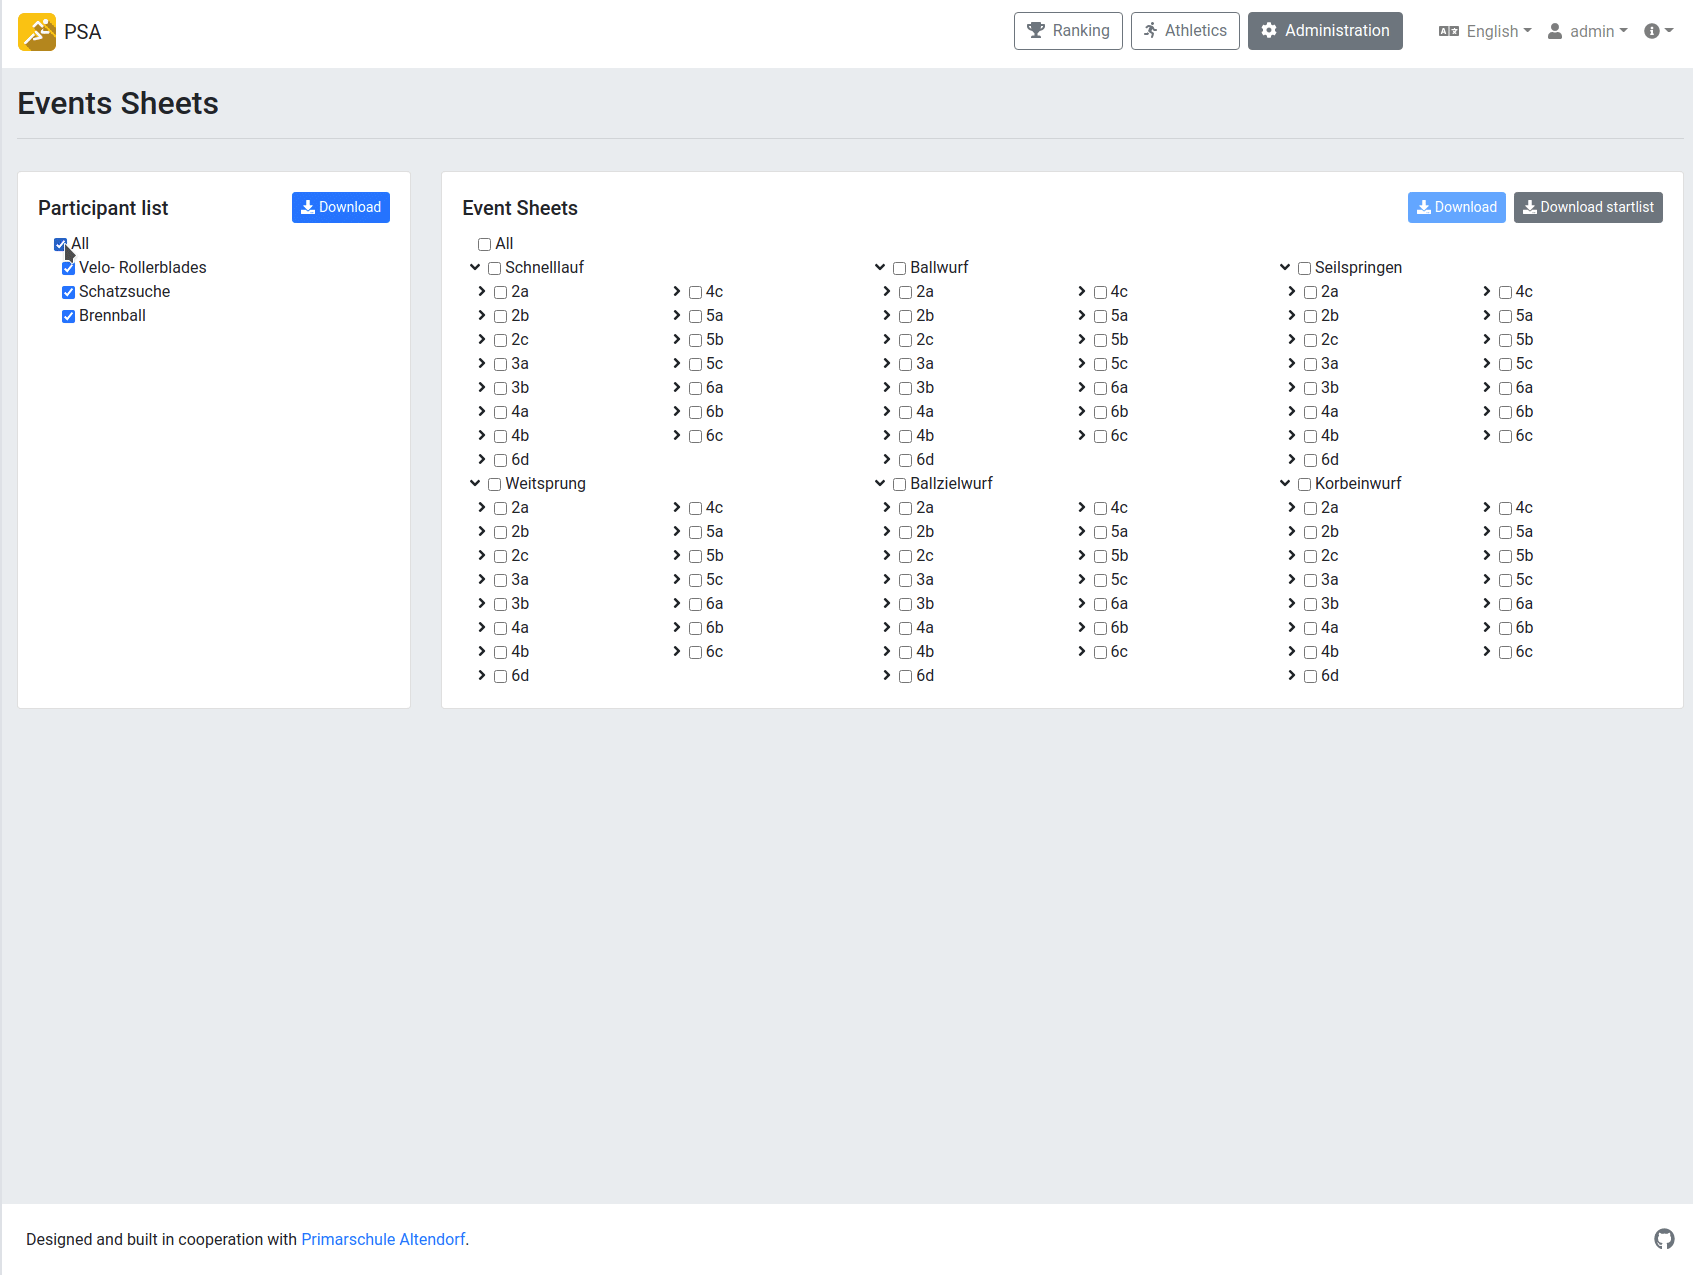 PSA Ranking Athletics Administration English admin
Events Sheets
Participant list Download
All
Velo- Rollerblades
Schatzsuche
Brennball
Event Sheets Download Download startlist
All
Schnelllauf Ballwurf Seilspringen
2a 4c 2a 4c 2a 4c
2b 5a 2b 5a 2b 5a
2c 5b 2c 5b 2c 5b
3a 5c 3a 5c 3a 5c
3b 6a 3b 6a 3b 6a
4a 6b 4a 6b 4a 6b
4b 6c 4b 6c 4b 6c
6d 6d 6d
Weitsprung Ballzielwurf Korbeinwurf
2a 4c 2a 4c 2a 4c
2b 5a 2b 5a 2b 5a
2c 5b 2c 5b 2c 5b
3a 5c 3a 5c 3a 5c
3b 6a 3b 6a 3b 6a
4a 6b 4a 6b 4a 6b
4b 6c 4b 6c 4b 6c
6d 6d 6d
Designed and built in cooperation with Primarschule Altendorf.